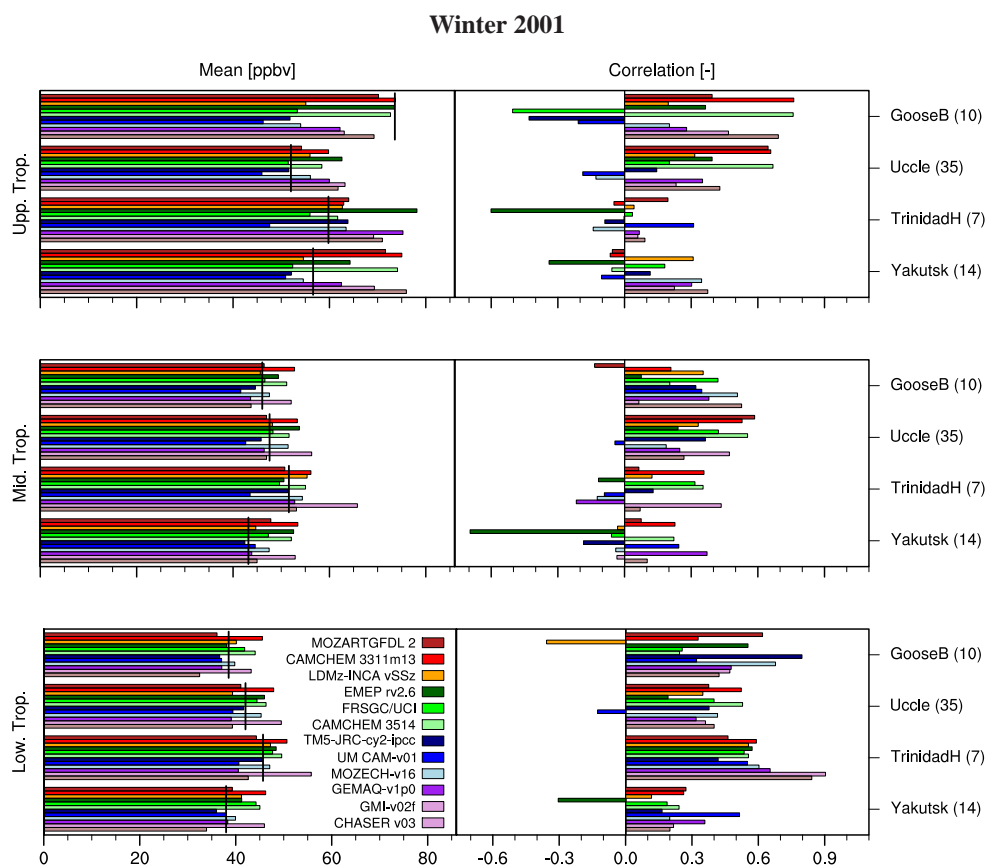 Winter 2001
Mean [ppbv] Correlation [-]
Upp. Trop.
GooseB (10)
Uccle (35)
TrinidadH (7)
Yakutsk (14)
Mid. Trop.
GooseB (10)
Uccle (35)
TrinidadH (7)
Yakutsk (14)
Low. Trop.
MOZARTGFDL 2
CAMCHEM 3311m13
LDMz-INCA vSSz
EMEP rv2.6
FRSGC/UCI
CAMCHEM 3514
TM5-JRC-cy2-ipcc
UM CAM-v01
MOZECH-v16
GEMAQ-v1p0
GMI-v02f
CHASER v03
GooseB (10)
Uccle (35)
TrinidadH (7)
Yakutsk (14)
0 20 40 60 80 -0.6 -0.3 0.0 0.3 0.6 0.9